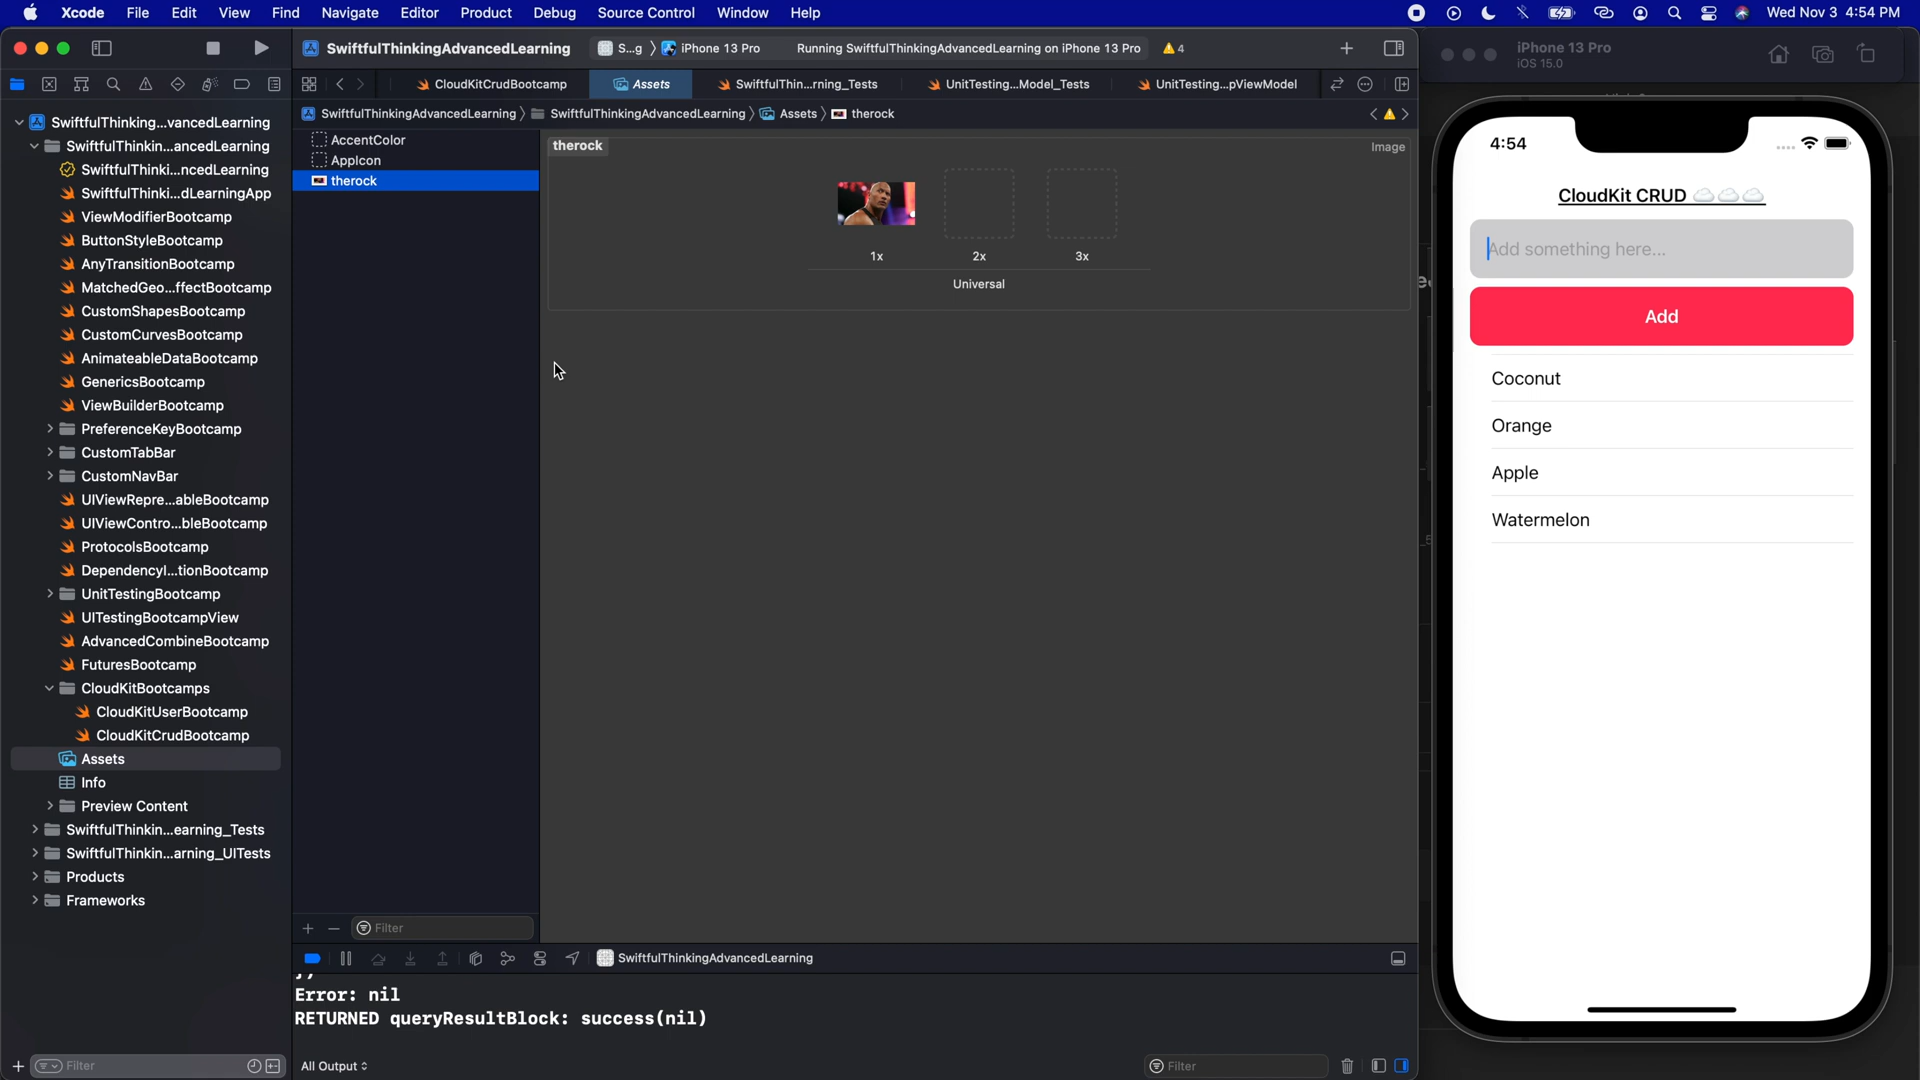 Xcode File Edit View Find Navigate Editor Product Debug Source Control Window Help Wed Nov 3 4:54 PM
SwiftfulThinkingAdvancedLearning S...g iPhone 13 Pro Running SwiftfulThinkingAdvancedLearning on iPhone 13 Pro 4
iPhone 13 Pro
iOS 15.0
CloudKitCrudBootcamp Assets SwiftfulThin...rning_Tests UnitTesting...Model_Tests UnitTesting...pViewModel
SwiftfulThinkingAdvancedLearning SwiftfulThinkingAdvancedLearning Assets therock
SwiftfulThinking...vancedLearning
SwiftfulThinkin...ancedLearning
SwiftfulThinki...ncedLearning
SwiftfulThinki...dLearningApp
ViewModifierBootcamp
ButtonStyleBootcamp
AnyTransitionBootcamp
MatchedGeo...ffectBootcamp
CustomShapesBootcamp
CustomCurvesBootcamp
AnimateableDataBootcamp
GenericsBootcamp
ViewBuilderBootcamp
PreferenceKeyBootcamp
CustomTabBar
CustomNavBar
UIViewRepre...ableBootcamp
UIViewContro...bleBootcamp
ProtocolsBootcamp
DependencyI...tionBootcamp
UnitTestingBootcamp
UITestingBootcampView
AdvancedCombineBootcamp
FuturesBootcamp
CloudKitBootcamps
CloudKitUserBootcamp
CloudKitCrudBootcamp
Assets
Info
Preview Content
SwiftfulThinkin...earning_Tests
SwiftfulThinkin...arning_UITests
Products
Frameworks
Filter
AccentColor
AppIcon
therock
Filter
therock
Image
1x 2x 3x
Universal
SwiftfulThinkingAdvancedLearning
Error: nil
RETURNED queryResultBlock: success(nil)
All Output
Filter
4:54
CloudKit CRUD ☁️☁️☁️
Add something here...
Add
Coconut
Orange
Apple
Watermelon